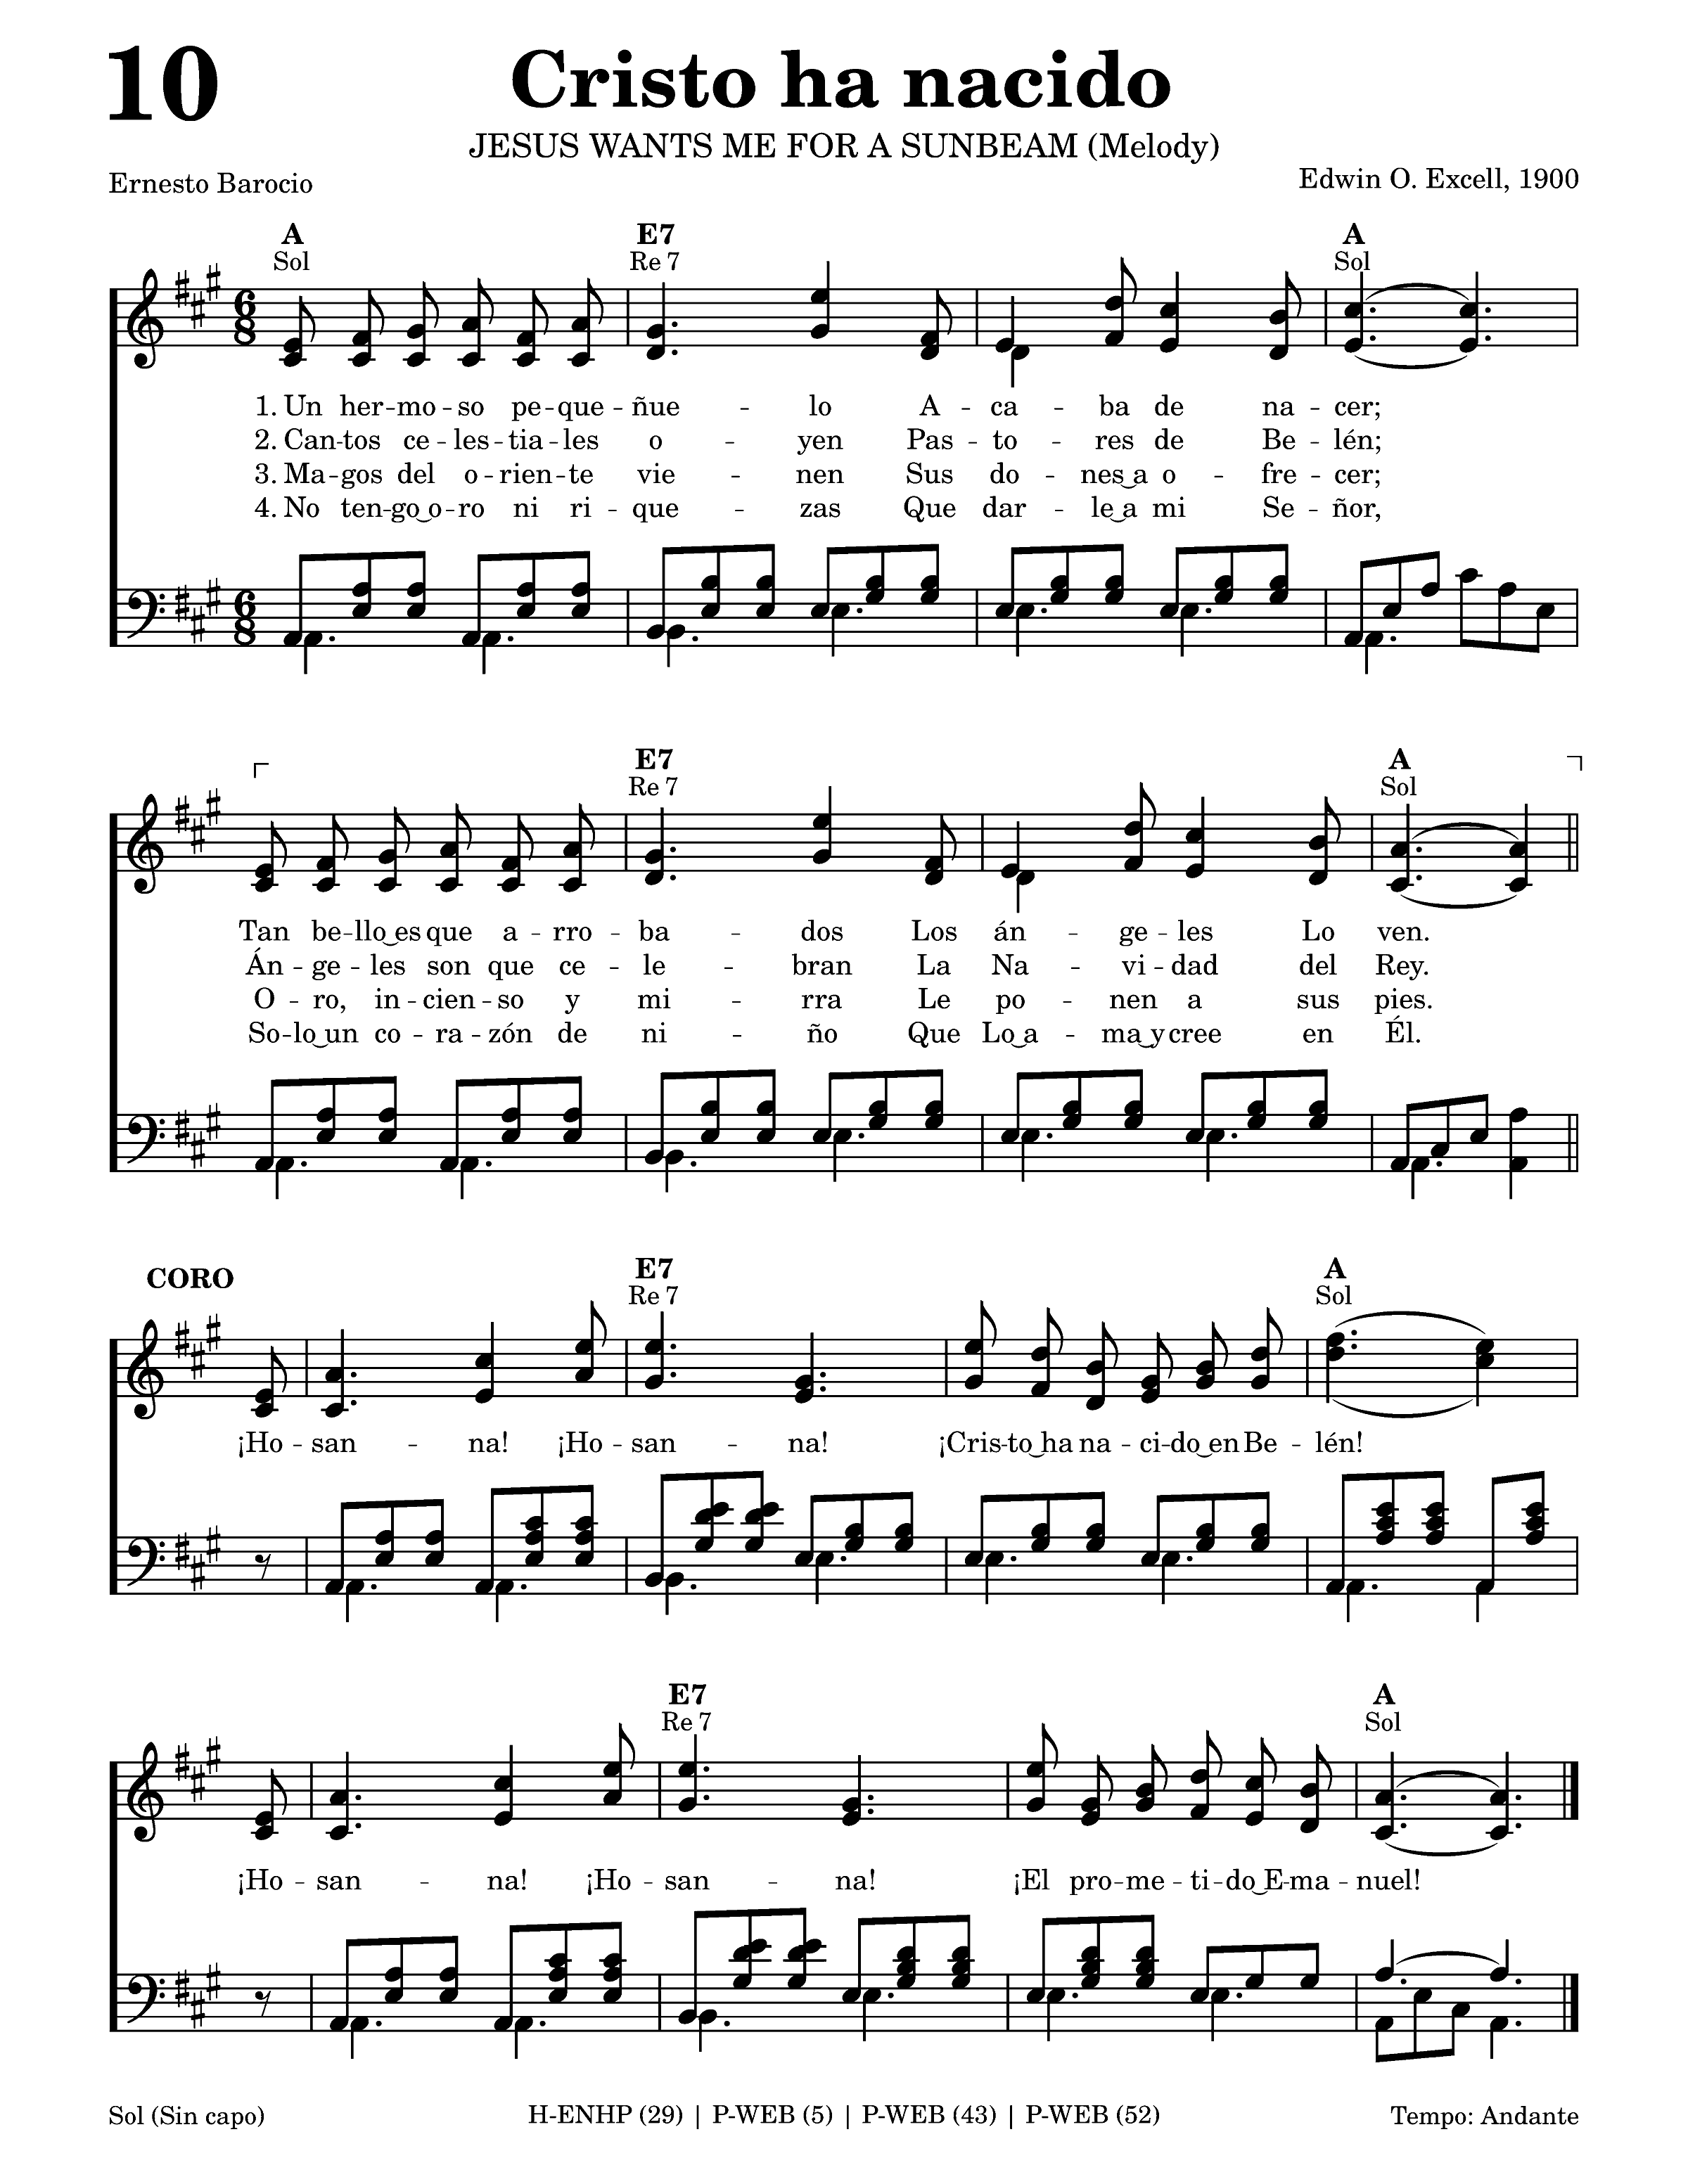 10
Cristo ha nacido
JESUS WANTS ME FOR A SUNBEAM (Melody)
Ernesto Barocio
Edwin O. Excell, 1900
A E7 A
Sol Re 7 Sol
6 8
1. Un her – mo – so pe – que – ñue – lo A – ca – ba de na – cer;
2. Can – tos ce – les – tia – les o – yen Pas – to – res de Be – lén;
3. Ma – gos del o – rien – te vie – nen Sus do – nes‿a o – fre – cer;
4. No ten – go‿o – ro ni ri – que – zas Que dar – le‿a mi Se – ñor,
6 8
E7 A
Re 7 Sol
Tan be – llo‿es que a – rro – ba – dos Los án – ge – les Lo ven.
Án – ge – les son que ce – le – bran La Na – vi – dad del Rey.
O – ro, in – cien – so y mi – rra Le po – nen a sus pies.
So – lo‿un co – ra – zón de ni – ño Que Lo‿a – ma‿y cree en Él.
CORO E7 A
Re 7 Sol
¡Ho – san – na! ¡Ho – san – na! ¡Cris – to‿ha na – ci – do‿en Be – lén!
E7 A
Re 7 Sol
¡Ho – san – na! ¡Ho – san – na! ¡El pro – me – ti – do‿E – ma – nuel!
Sol (Sin capo)
H-ENHP (29) | P-WEB (5) | P-WEB (43) | P-WEB (52)
Tempo: Andante